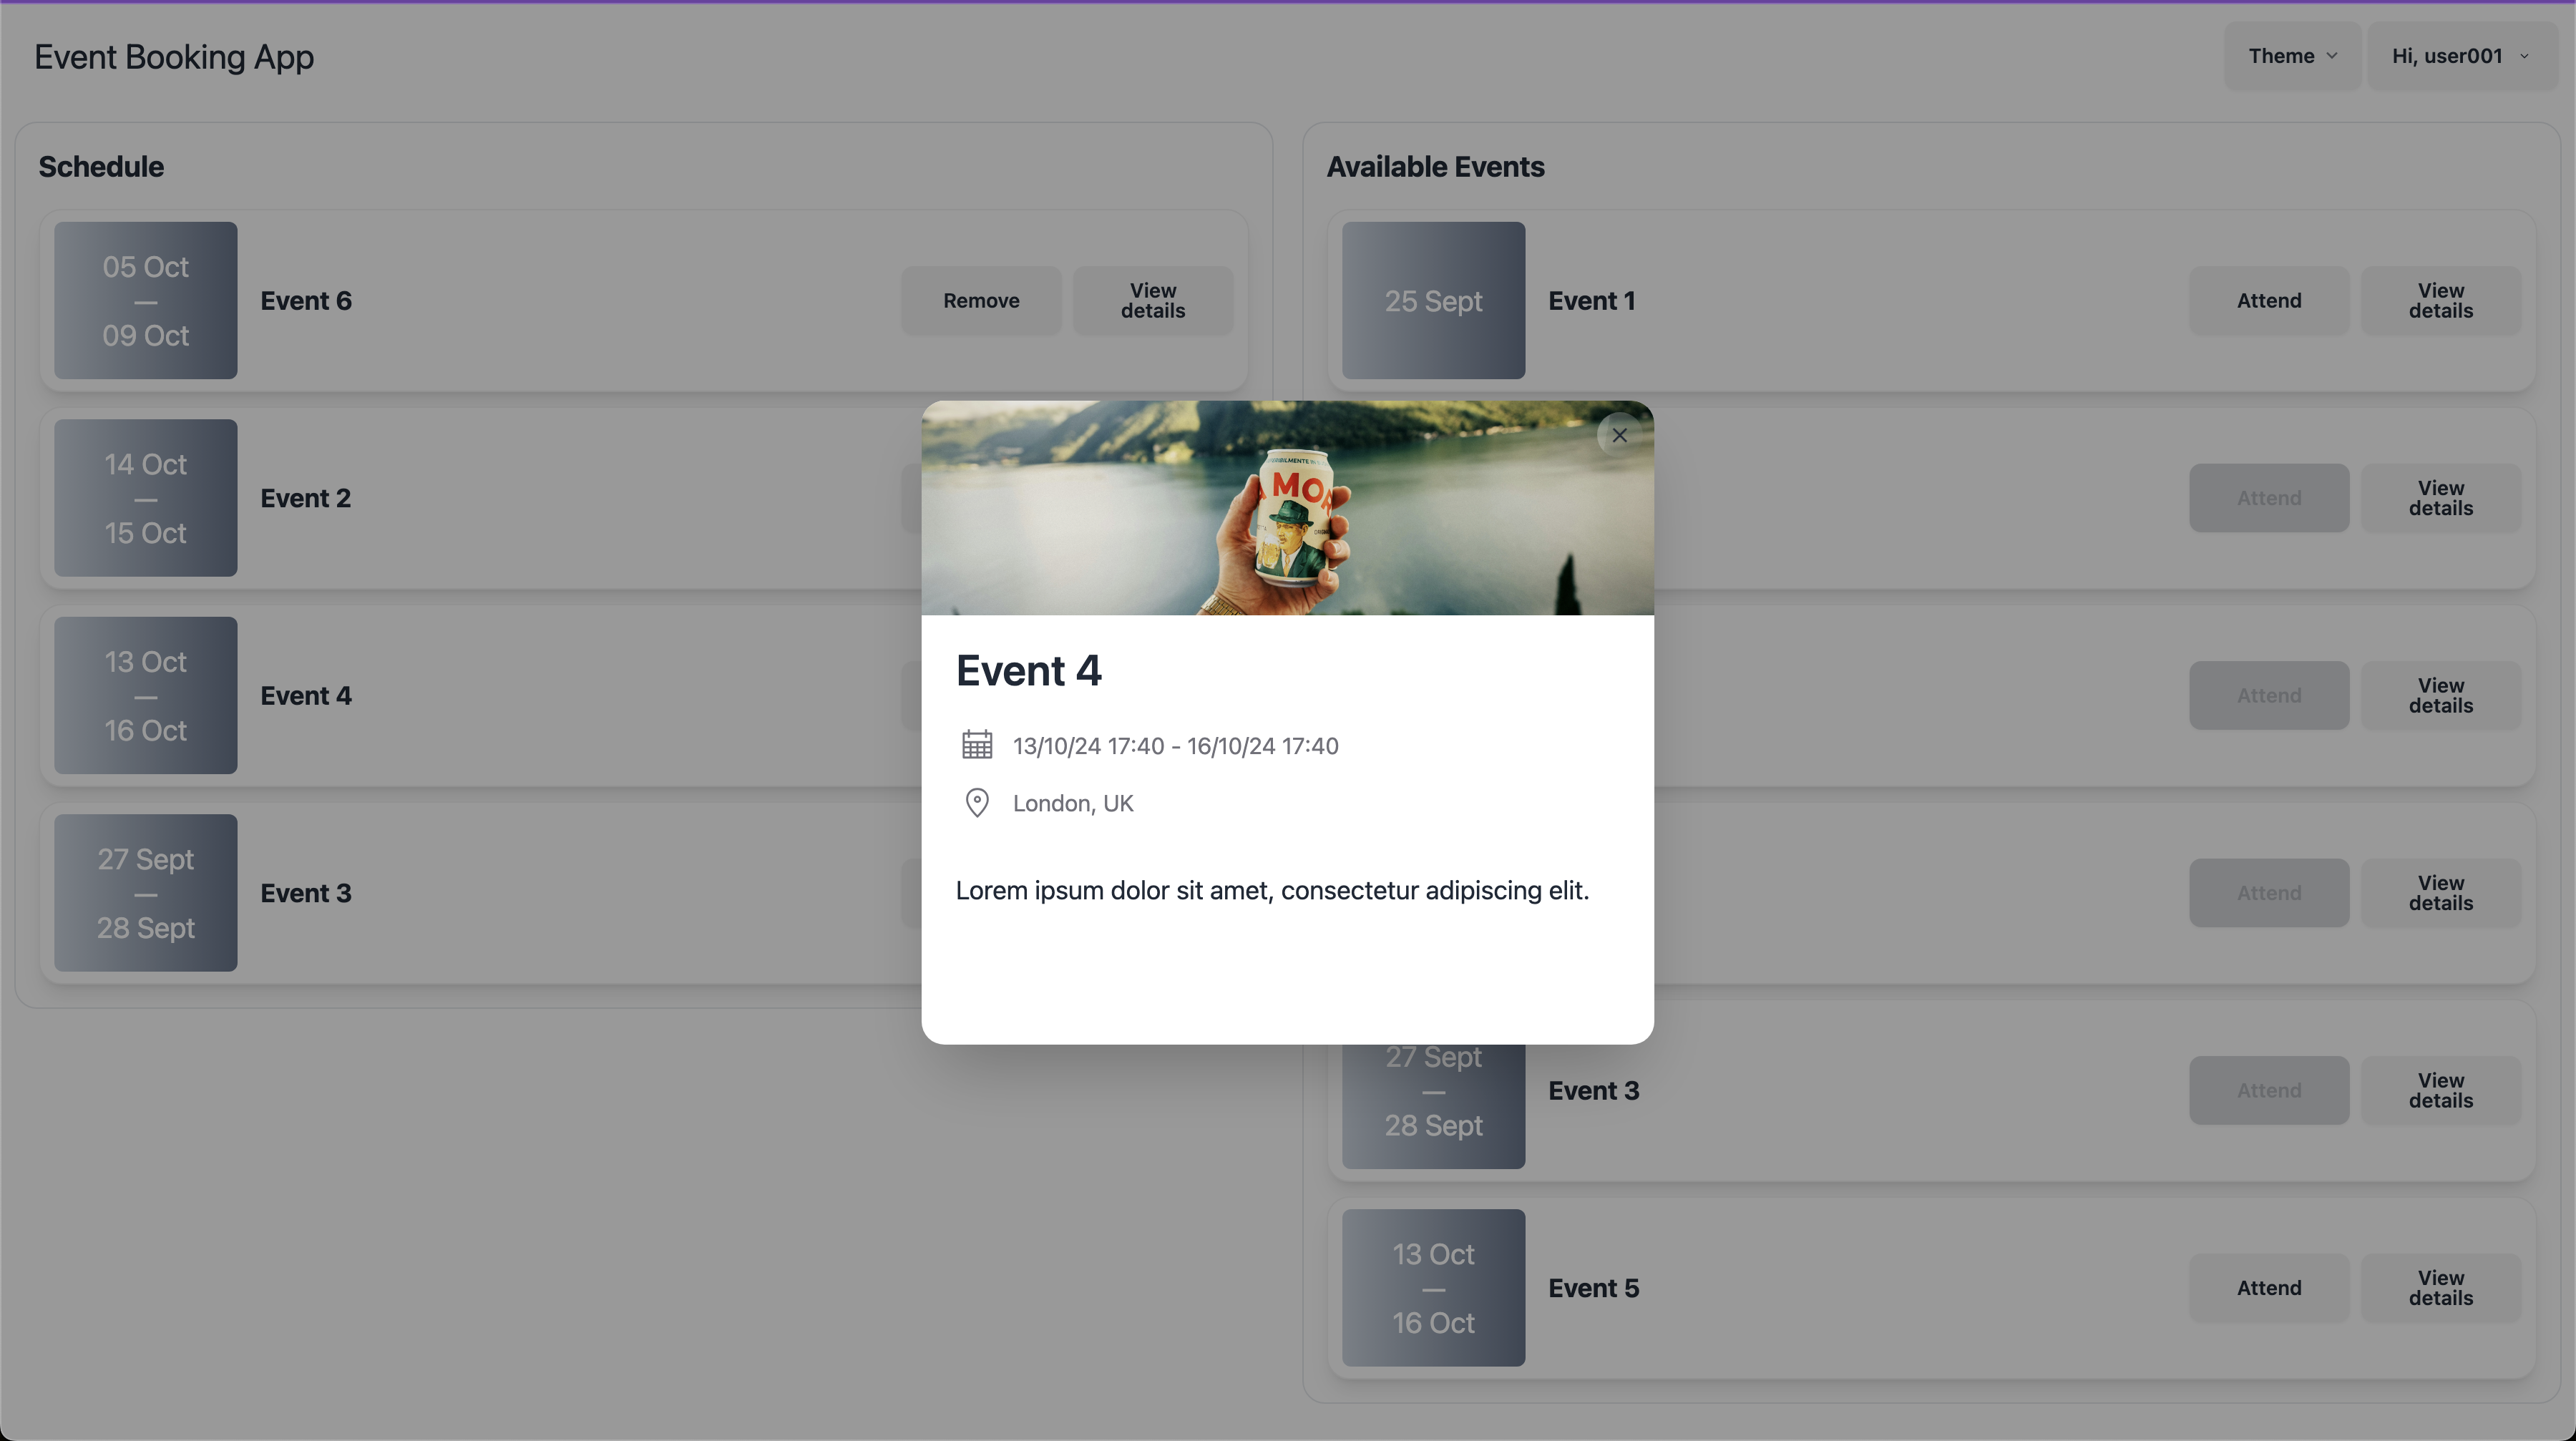 Event Booking App
Theme
Hi, user001
Schedule
05 Oct
—
09 Oct
Event 6
Remove
View
details
14 Oct
—
15 Oct
Event 2
13 Oct
—
16 Oct
Event 4
27 Sept
—
28 Sept
Event 3
Available Events
25 Sept
Event 1
Attend
View
details
Attend
View
details
Attend
View
details
Attend
View
details
27 Sept
—
28 Sept
Event 3
Attend
View
details
13 Oct
—
16 Oct
Event 5
Attend
View
details
MOR
Event 4
13/10/24 17:40 - 16/10/24 17:40
London, UK
Lorem ipsum dolor sit amet, consectetur adipiscing elit.